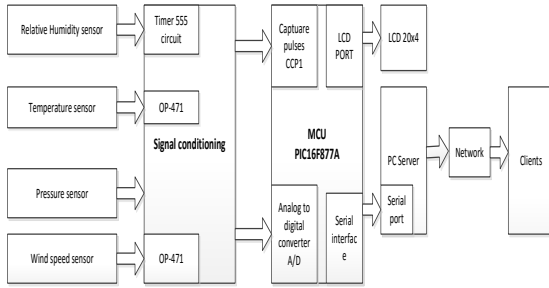 Relative Humidity sensor
Timer 555
circuit
Temperature sensor
OP-471
Signal conditioning
Pressure sensor
Wind speed sensor
OP-471
Captuare
pulses
CCP1
LCD
PORT
LCD 20x4
MCU
PIC16F877A
Analog to
digital
converter
A/D
Serial
interfac
e
PC Server
Serial
port
Network
Clients